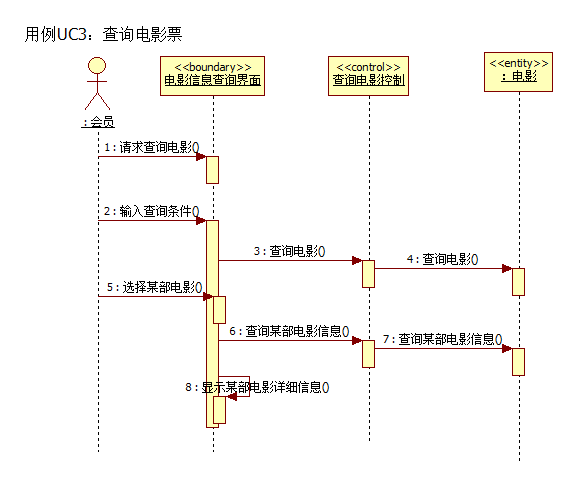 用例UC3：查询电影票
<<boundary>>
电影信息查询界面
<<control>>
查询电影控制
<<entity>>
：电影
：会员
1：请求查询电影()
2：输入查询条件()
3：查询电影()
4：查询电影()
5：选择某部电影()
6：查询某部电影信息()
7：查询某部电影信息()
8：显示某部电影详细信息()